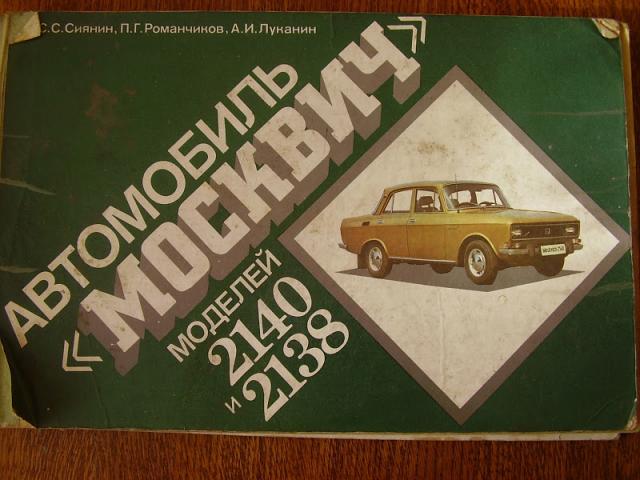 С.С.Сиянин, П.Г.Романчиков, А.И.Луканин
АВТОМОБИЛЬ
«МОСКВИЧ»
МОДЕЛЕЙ
2140
и 2138